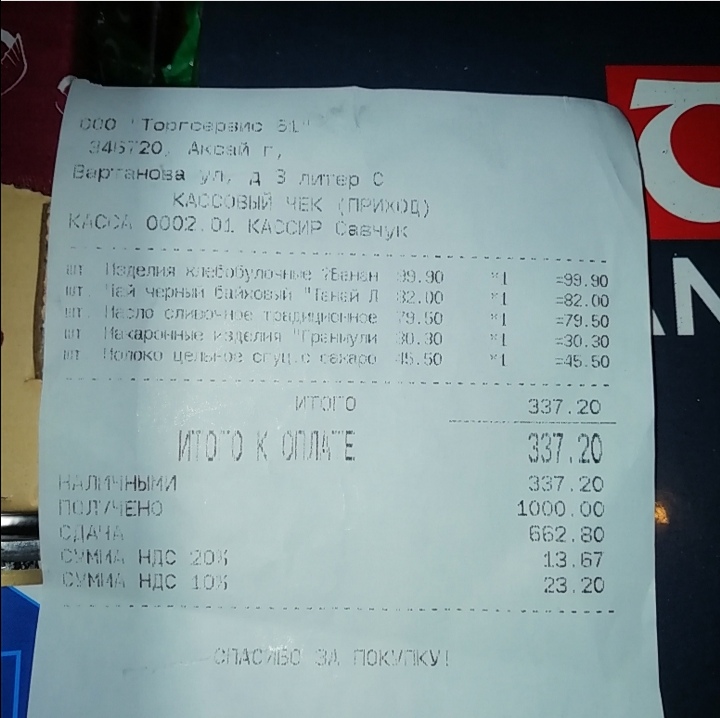 ООО "Торгсервис 61"
346720, Аксай г,
Вартанова ул, д 3 литер С
КАССОВЫЙ ЧЕК (ПРИХОД)
КАССА 0002.01 КАССИР Савчук
шт. Изделия хлебобулочные ?Банан 99.90 *1 =99.90
шт. Чай черный байховый "Танай Л 82.00 *1 =82.00
шт. Масло сливочное традиционное 79.50 *1 =79.50
шт. Макаронные изделия "Гранмули 30.30 *1 =30.30
шт. Молоко цельное сгущ.с сахаро 45.50 *1 =45.50
ИТОГО 337.20
ИТОГО К ОПЛАТЕ 337.20
НАЛИЧНЫМИ 337.20
ПОЛУЧЕНО 1000.00
СДАЧА 662.80
СУММА НДС 20% 13.67
СУММА НДС 10% 23.20
СПАСИБО ЗА ПОКУПКУ!